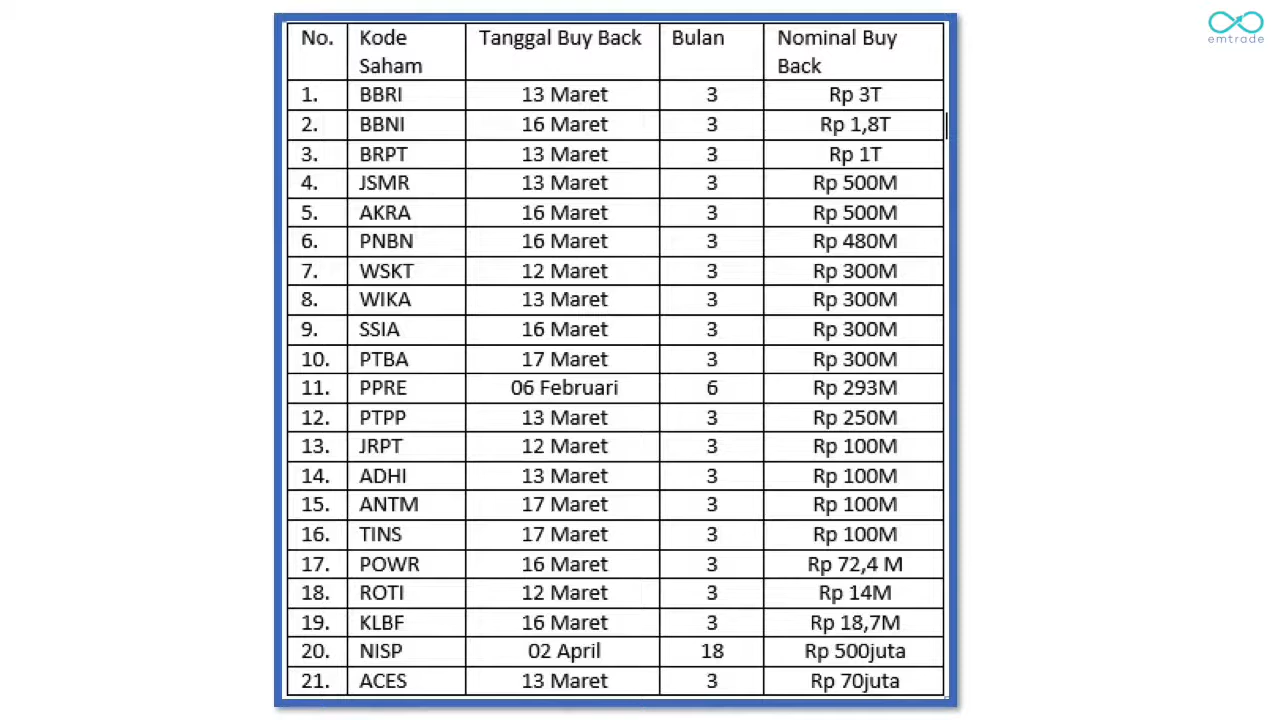 emtrade
No. Kode Saham Tanggal Buy Back Bulan Nominal Buy Back
1. BBRI 13 Maret 3 Rp 3T
2. BBNI 16 Maret 3 Rp 1,8T
3. BRPT 13 Maret 3 Rp 1T
4. JSMR 13 Maret 3 Rp 500M
5. AKRA 16 Maret 3 Rp 500M
6. PNBN 16 Maret 3 Rp 480M
7. WSKT 12 Maret 3 Rp 300M
8. WIKA 13 Maret 3 Rp 300M
9. SSIA 16 Maret 3 Rp 300M
10. PTBA 17 Maret 3 Rp 300M
11. PPRE 06 Februari 6 Rp 293M
12. PTPP 13 Maret 3 Rp 250M
13. JRPT 12 Maret 3 Rp 100M
14. ADHI 13 Maret 3 Rp 100M
15. ANTM 17 Maret 3 Rp 100M
16. TINS 17 Maret 3 Rp 100M
17. POWR 16 Maret 3 Rp 72,4 M
18. ROTI 12 Maret 3 Rp 14M
19. KLBF 16 Maret 3 Rp 18,7M
20. NISP 02 April 18 Rp 500juta
21. ACES 13 Maret 3 Rp 70juta